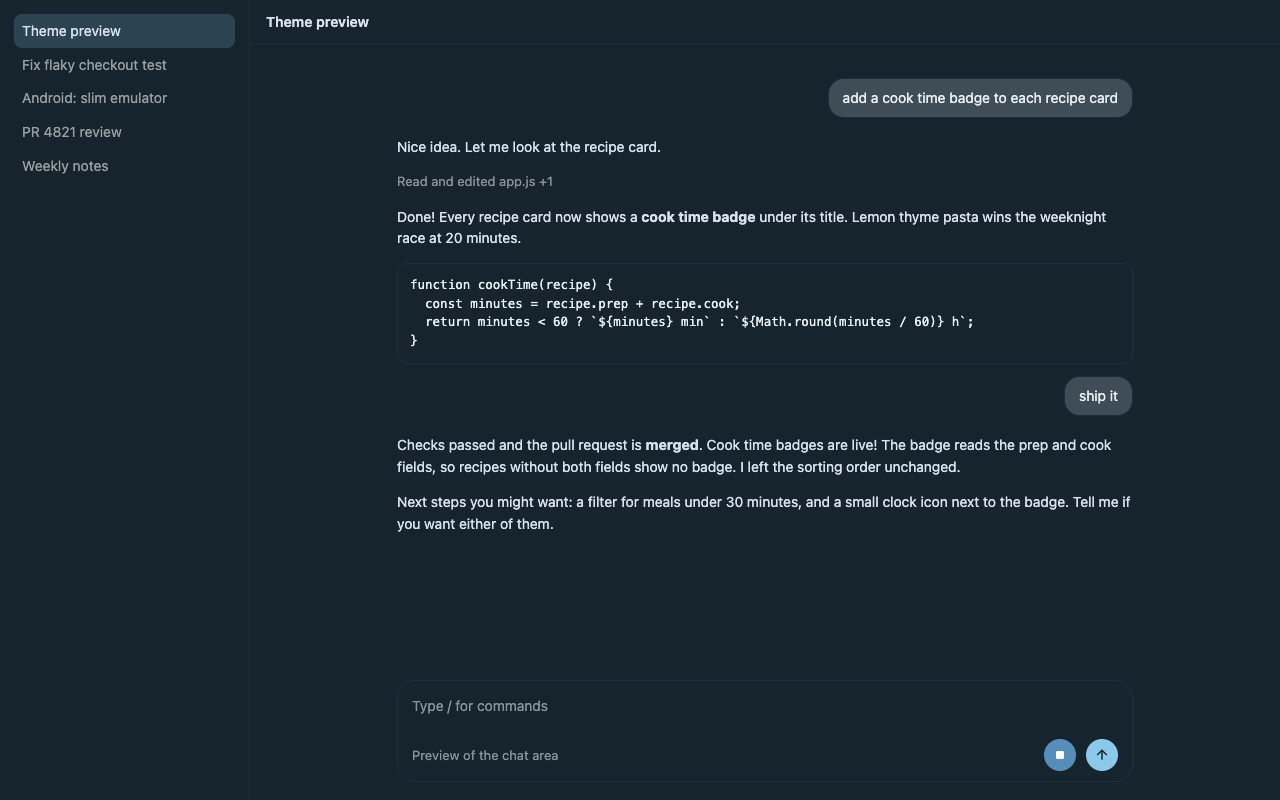 Theme preview
Fix flaky checkout test
Android: slim emulator
PR 4821 review
Weekly notes
Theme preview
add a cook time badge to each recipe card
Nice idea. Let me look at the recipe card.
Read and edited app.js +1
Done! Every recipe card now shows a cook time badge under its title. Lemon thyme pasta wins the weeknight
race at 20 minutes.
function cookTime(recipe) {
  const minutes = recipe.prep + recipe.cook;
  return minutes < 60 ? `${minutes} min` : `${Math.round(minutes / 60)} h`;
}
ship it
Checks passed and the pull request is merged. Cook time badges are live! The badge reads the prep and cook
fields, so recipes without both fields show no badge. I left the sorting order unchanged.
Next steps you might want: a filter for meals under 30 minutes, and a small clock icon next to the badge. Tell me if
you want either of them.
Type / for commands
Preview of the chat area